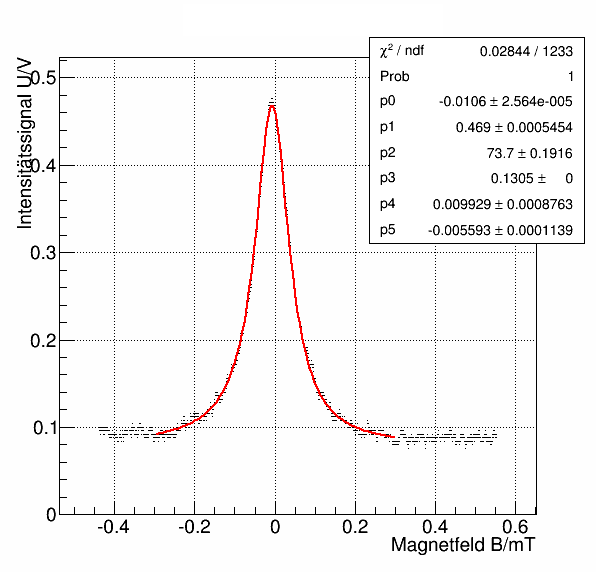 χ² / ndf 0.02844 / 1233
Prob 1
p0 -0.0106 ± 2.564e-005
p1 0.469 ± 0.0005454
p2 73.7 ± 0.1916
p3 0.1305 ± 0
p4 0.009929 ± 0.0008763
p5 -0.005593 ± 0.0001139
Intensitätssignal U/V
0.5
0.4
0.3
0.2
0.1
0
-0.4 -0.2 0 0.2 0.4 0.6
Magnetfeld B/mT